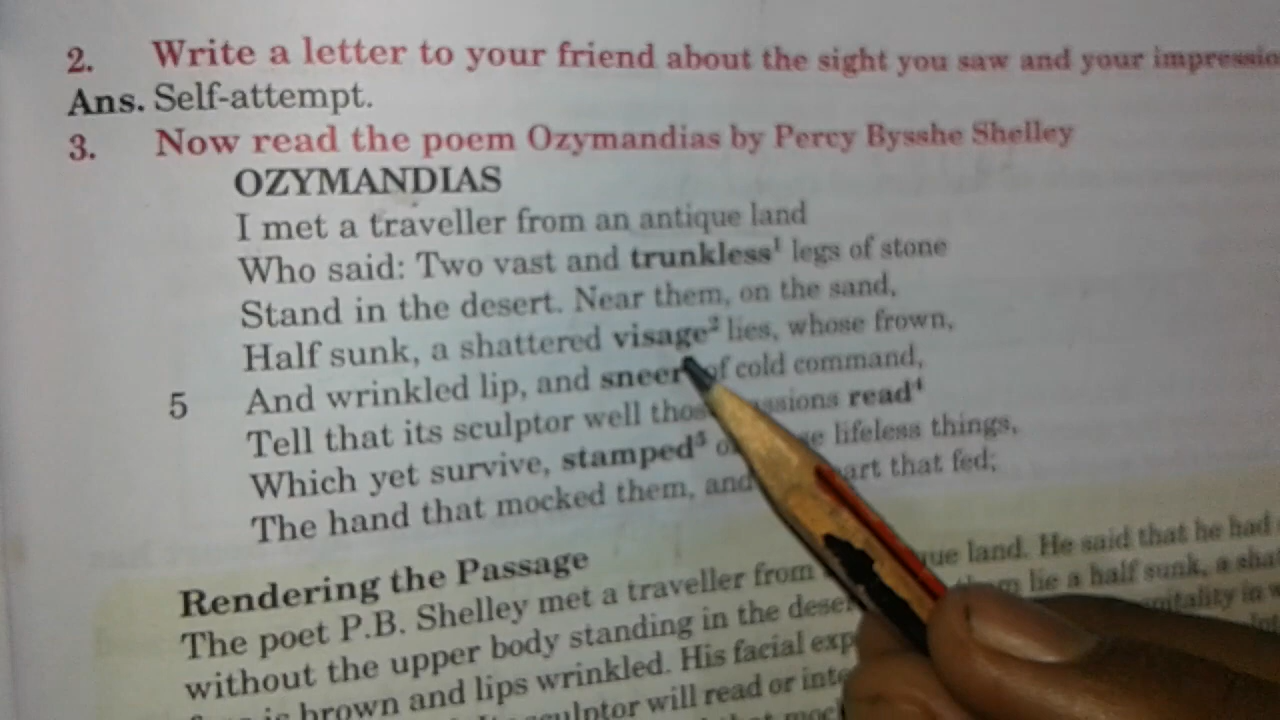 2. Write a letter to your friend about the sight you saw and your impressio
Ans. Self-attempt.
3. Now read the poem Ozymandias by Percy Bysshe Shelley
OZYMANDIAS
I met a traveller from an antique land
Who said: Two vast and trunkless¹ legs of stone
Stand in the desert. Near them, on the sand,
Half sunk, a shattered visage² lies, whose frown,
5 And wrinkled lip, and sneer of cold command,
Tell that its sculptor well thos ssions read⁴
Which yet survive, stamped⁵ o e lifeless things,
The hand that mocked them, and art that fed;
Rendering the Passage
The poet P.B. Shelley met a traveller from que land. He said that he had
without the upper body standing in the deser them lie a half sunk, a sha
is brown and lips wrinkled. His facial exp
sculptor will read or inte